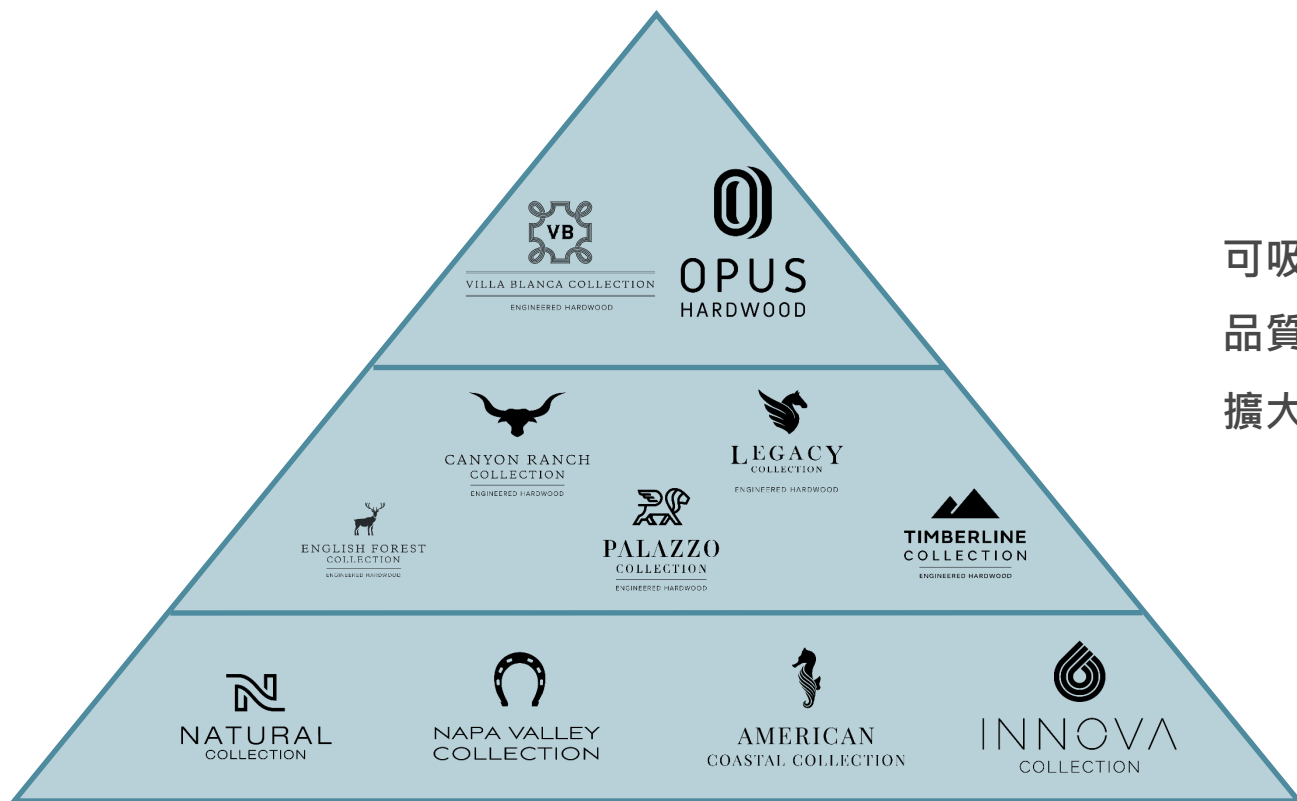 VB
VILLA BLANCA COLLECTION
ENGINEERED HARDWOOD
OPUS
HARDWOOD
CANYON RANCH
COLLECTION
ENGINEERED HARDWOOD
LEGACY
COLLECTION
ENGINEERED HARDWOOD
ENGLISH FOREST
COLLECTION
ENGINEERED HARDWOOD
PALAZZO
COLLECTION
ENGINEERED HARDWOOD
TIMBERLINE
COLLECTION
ENGINEERED HARDWOOD
N
NATURAL
COLLECTION
NAPA VALLEY
COLLECTION
AMERICAN
COASTAL COLLECTION
INNOVA
COLLECTION
可吸
品質
擴大